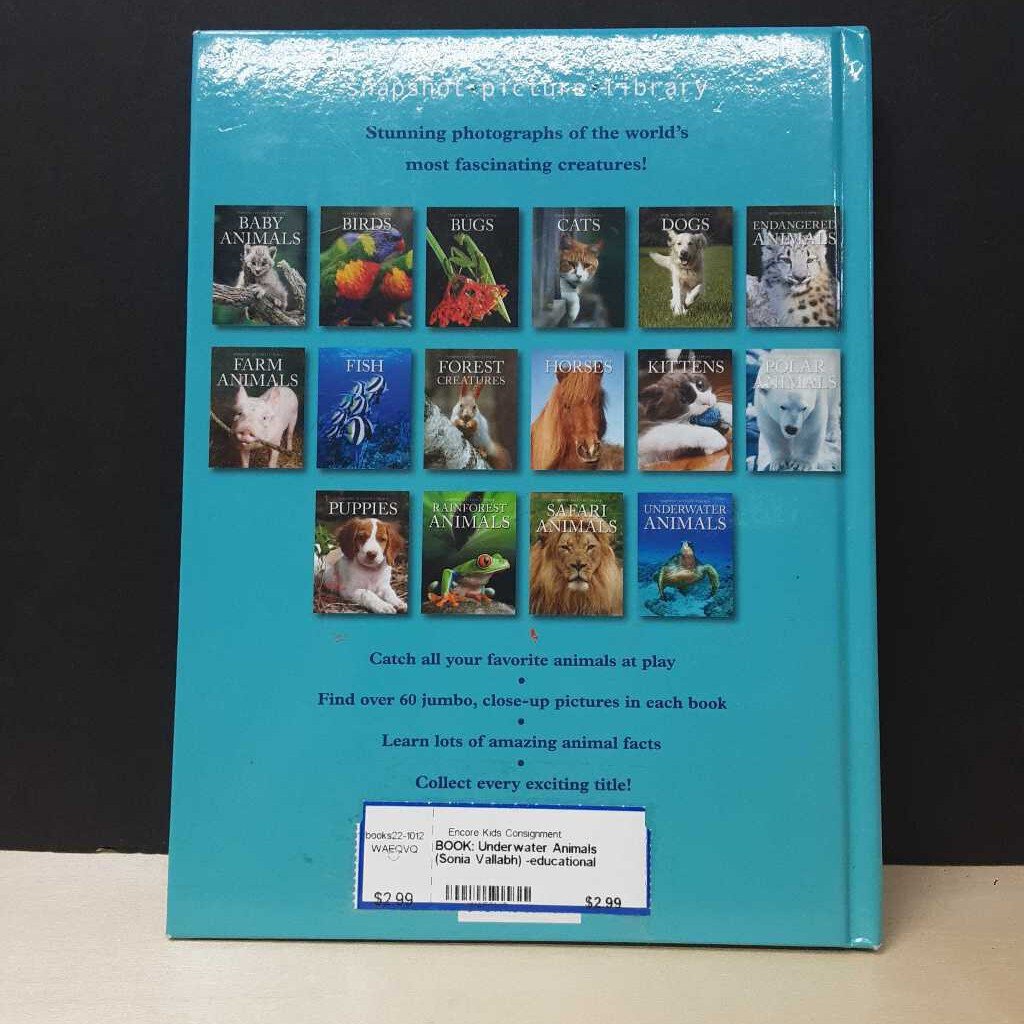 snapshot•picture•library
Stunning photographs of the world's
most fascinating creatures!
BABY
ANIMALS
BIRDS
BUGS
CATS
DOGS
ENDANGERED
ANIMALS
FARM
ANIMALS
FISH
FOREST
CREATURES
HORSES
KITTENS
POLAR
ANIMALS
PUPPIES
RAINFOREST
ANIMALS
SAFARI
ANIMALS
UNDERWATER
ANIMALS
Catch all your favorite animals at play
•
Find over 60 jumbo, close-up pictures in each book
•
Learn lots of amazing animal facts
•
Collect every exciting title!
books22-1012
WAEQVQ
$2.99
Encore Kids Consignment
BOOK: Underwater Animals
(Sonia Vallabh) -educational
$2.99